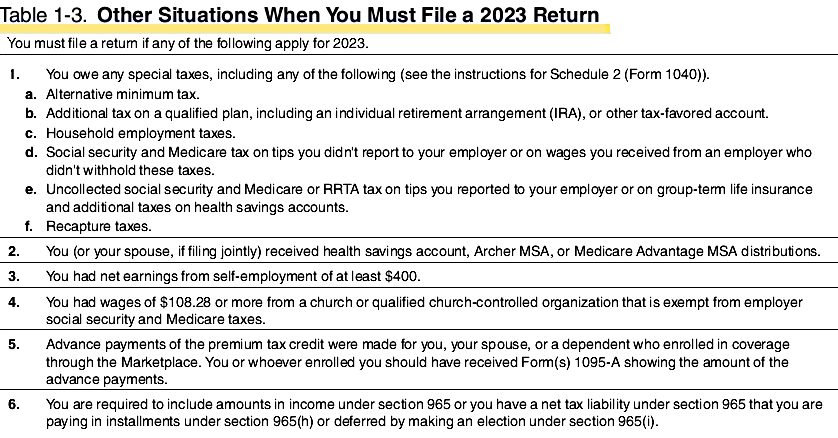 Table 1-3. Other Situations When You Must File a 2023 Return
You must file a return if any of the following apply for 2023.
1. You owe any special taxes, including any of the following (see the instructions for Schedule 2 (Form 1040)).
a. Alternative minimum tax.
b. Additional tax on a qualified plan, including an individual retirement arrangement (IRA), or other tax-favored account.
c. Household employment taxes.
d. Social security and Medicare tax on tips you didn't report to your employer or on wages you received from an employer who
didn't withhold these taxes.
e. Uncollected social security and Medicare or RRTA tax on tips you reported to your employer or on group-term life insurance
and additional taxes on health savings accounts.
f. Recapture taxes.
2. You (or your spouse, if filing jointly) received health savings account, Archer MSA, or Medicare Advantage MSA distributions.
3. You had net earnings from self-employment of at least $400.
4. You had wages of $108.28 or more from a church or qualified church-controlled organization that is exempt from employer
social security and Medicare taxes.
5. Advance payments of the premium tax credit were made for you, your spouse, or a dependent who enrolled in coverage
through the Marketplace. You or whoever enrolled you should have received Form(s) 1095-A showing the amount of the
advance payments.
6. You are required to include amounts in income under section 965 or you have a net tax liability under section 965 that you are
paying in installments under section 965(h) or deferred by making an election under section 965(i).